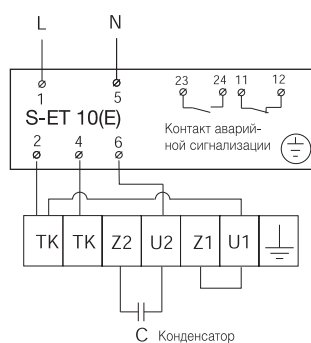 L N
23 24 11 12
1 5
S-ET 10(E)
Контакт аварий-
ной сигнализации
2 4 6
TK TK Z2 U2 Z1 U1
C Конденсатор